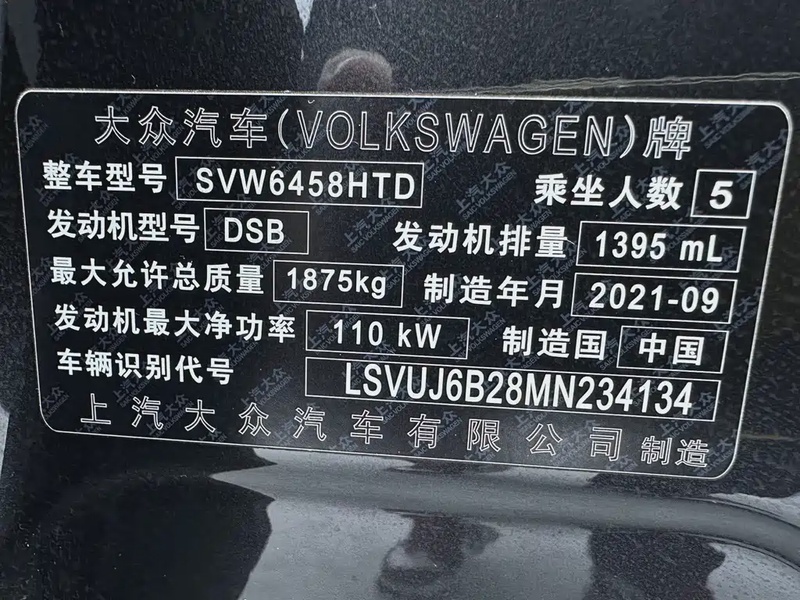 大众汽车(VOLKSWAGEN)牌
整车型号 SVW6458HTD 乘坐人数 5
发动机型号 DSB 发动机排量 1395 mL
最大允许总质量 1875kg 制造年月 2021-09
发动机最大净功率 110 kW 制造国 中国
车辆识别代号 LSVUJ6B28MN234134
上汽大众汽车有限公司 制造